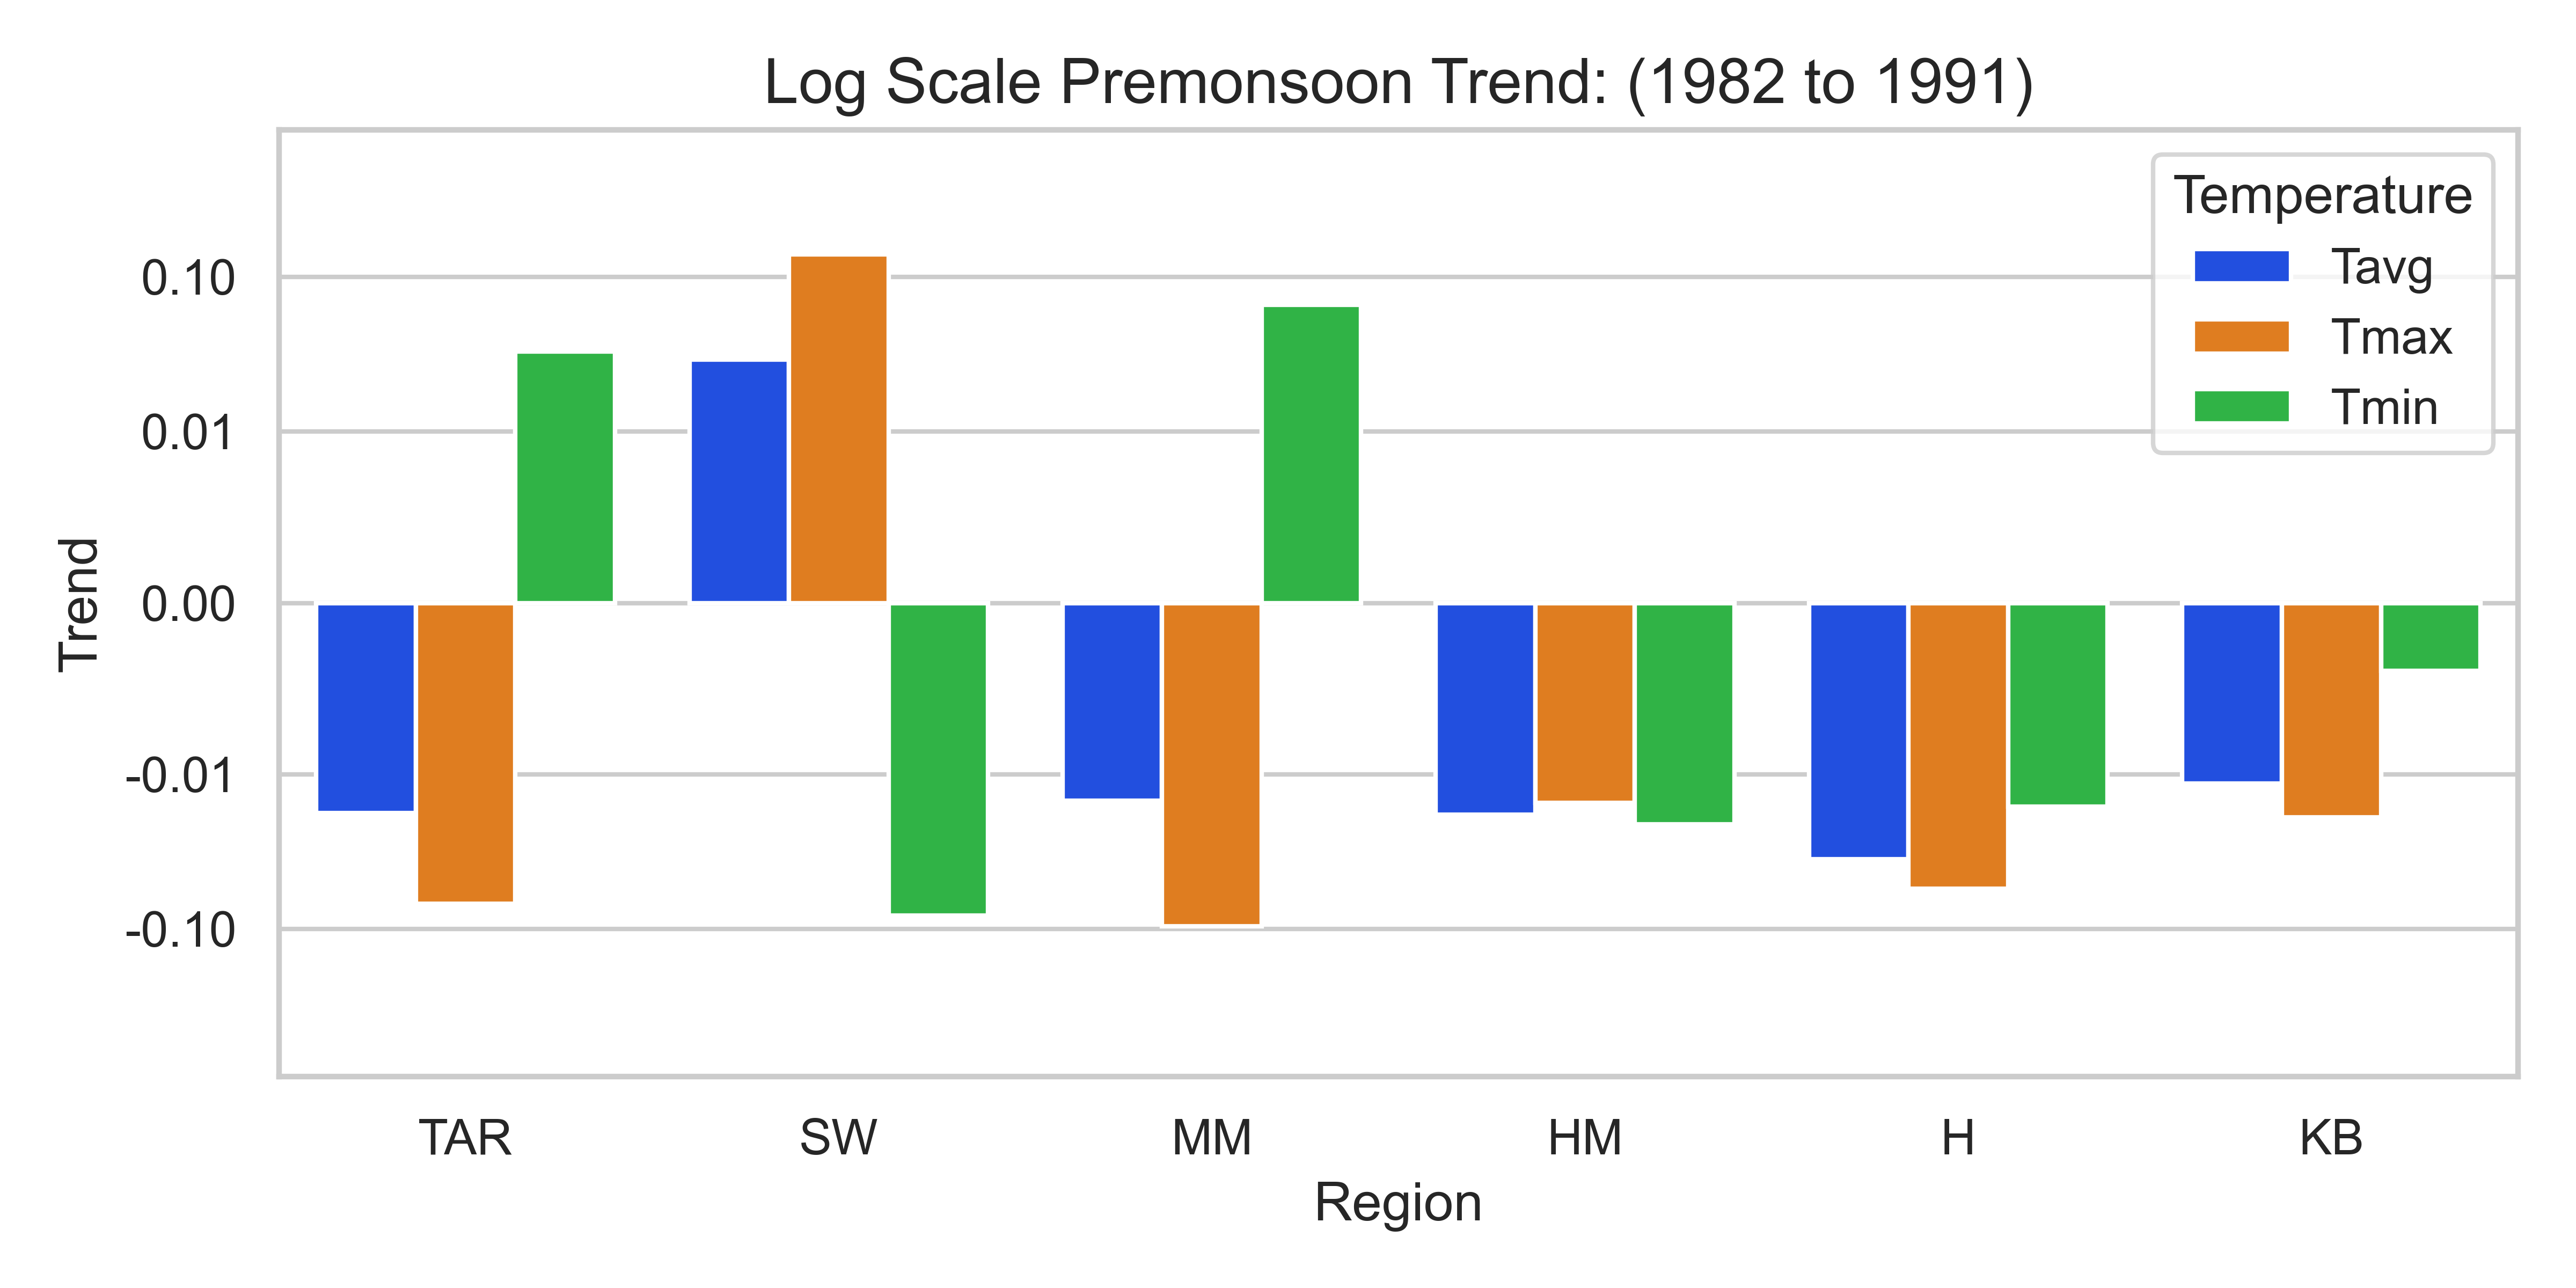 Log Scale Premonsoon Trend: (1982 to 1991)
Temperature
Tavg
Tmax
Tmin
0.10
0.01
0.00
-0.01
-0.10
Trend
TAR SW MM HM H KB
Region